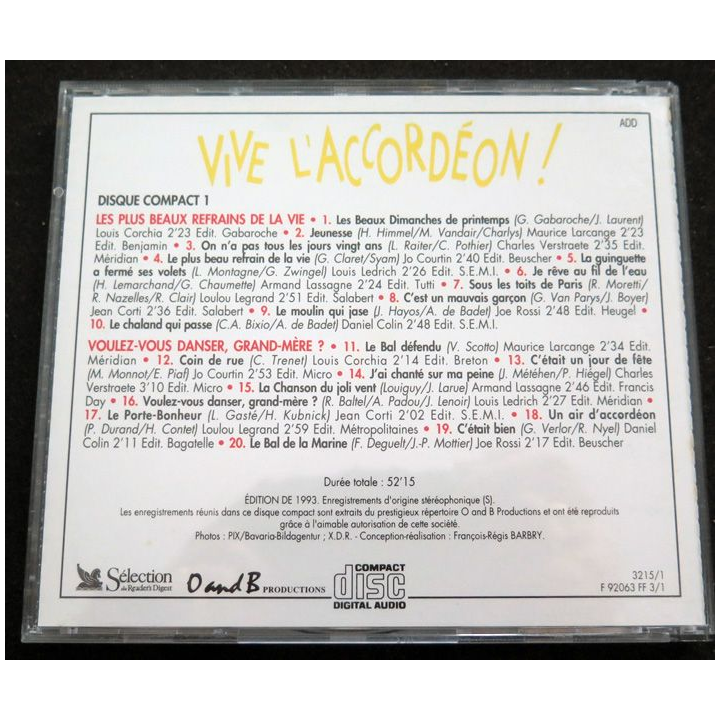 VIVE L'ACCORDÉON !
ADD
DISQUE COMPACT 1
LES PLUS BEAUX REFRAINS DE LA VIE • 1. Les Beaux Dimanches de printemps (G. Gabaroche/J. Laurent)
Louis Corchia 2'23 Edit. Gabaroche • 2. Jeunesse (H. Himmel/M. Vandair/Charlys) Maurice Larcange 2'23
Edit. Benjamin • 3. On n'a pas tous les jours vingt ans (L. Raiter/C. Pothier) Charles Verstraete 2'35 Edit.
Méridian • 4. Le plus beau refrain de la vie (G. Claret/Syam) Jo Courtin 2'40 Edit. Beuscher • 5. La guinguette
a fermé ses volets (L. Montagne/G. Zwingel) Louis Ledrich 2'26 Edit. S.E.M.I. • 6. Je rêve au fil de l'eau
(H. Lemarchand/G. Chaumette) Armand Lassagne 2'24 Edit. Tutti • 7. Sous les toits de Paris (R. Moretti/
R. Nazelles/R. Clair) Loulou Legrand 2'51 Edit. Salabert • 8. C'est un mauvais garçon (G. Van Parys/J. Boyer)
Jean Corti 2'36 Edit. Salabert • 9. Le moulin qui jase (J. Hayos/A. de Badet) Joe Rossi 2'48 Edit. Heugel •
10. Le chaland qui passe (C.A. Bixio/A. de Badet) Daniel Colin 2'48 Edit. S.E.M.I.
VOULEZ-VOUS DANSER, GRAND-MÈRE ? • 11. Le Bal défendu (V. Scotto) Maurice Larcange 2'34 Edit.
Méridian • 12. Coin de rue (C. Trenet) Louis Corchia 2'14 Edit. Breton • 13. C'était un jour de fête
(M. Monnot/E. Piaf) Jo Courtin 2'53 Edit. Micro • 14. J'ai chanté sur ma peine (J. Météhen/P. Hiégel) Charles
Verstraete 3'10 Edit. Micro • 15. La Chanson du joli vent (Louiguy/J. Larue) Armand Lassagne 2'46 Edit. Francis
Day • 16. Voulez-vous danser, grand-mère ? (R. Baltel/A. Padou/J. Lenoir) Louis Ledrich 2'27 Edit. Méridian •
17. Le Porte-Bonheur (L. Gasté/H. Kubnick) Jean Corti 2'02 Edit. S.E.M.I. • 18. Un air d'accordéon
(P. Durand/H. Contet) Loulou Legrand 2'59 Edit. Métropolitaines • 19. C'était bien (G. Verlor/R. Nyel) Daniel
Colin 2'11 Edit. Bagatelle • 20. Le Bal de la Marine (F. Deguelt/J.-P. Mottier) Joe Rossi 2'17 Edit. Beuscher
Durée totale : 52'15
ÉDITION DE 1993. Enregistrements d'origine stéréophonique (S).
Les enregistrements réunis dans ce disque compact sont extraits du prestigieux répertoire O and B Productions et ont été reproduits
grâce à l'aimable autorisation de cette société.
Photos : PIX/Bavaria-Bildagentur ; X.D.R. - Conception-réalisation : François-Régis BARBRY.
Sélection
du Reader's Digest
O and B PRODUCTIONS
COMPACT
disc
DIGITAL AUDIO
3215/1
F 92063 FF 3/1